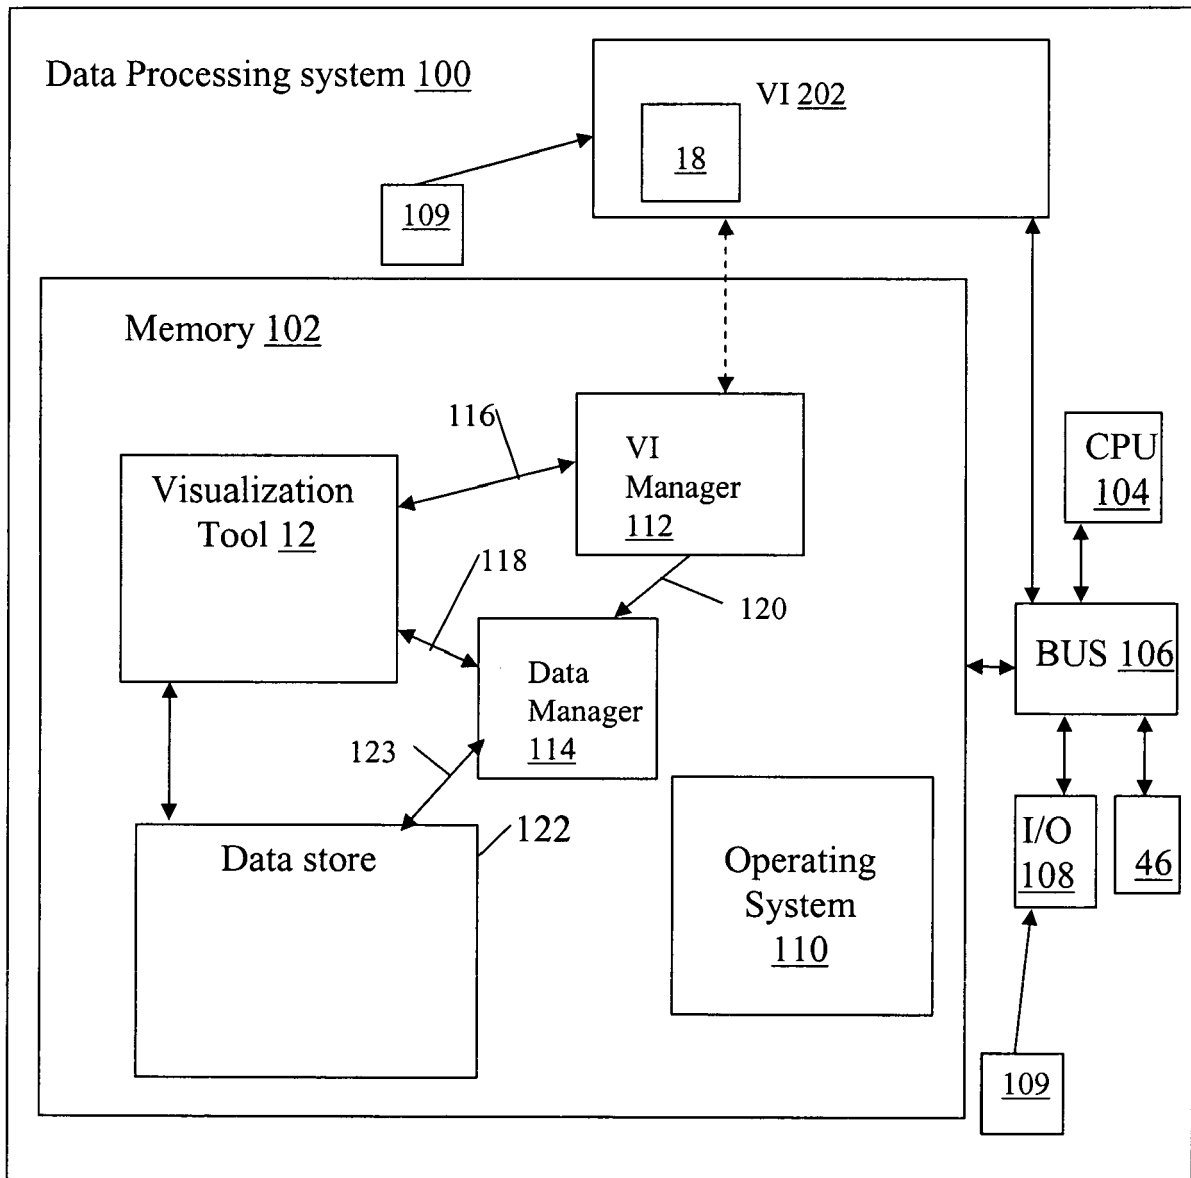 Data Processing system 100
VI 202
18
109
Memory 102
116
VI
Manager
112
CPU
104
Visualization
Tool 12
118
120
BUS 106
Data
Manager
114
123
122
Data store
Operating
System
110
I/O
108
46
109